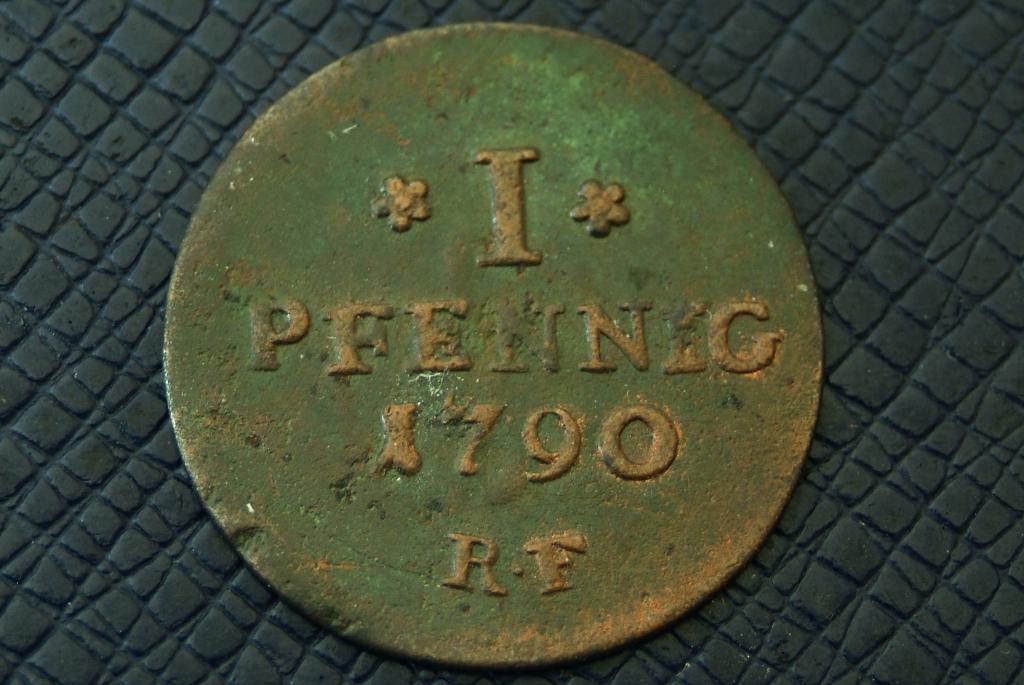 I
PFENNIG
1790
R.F